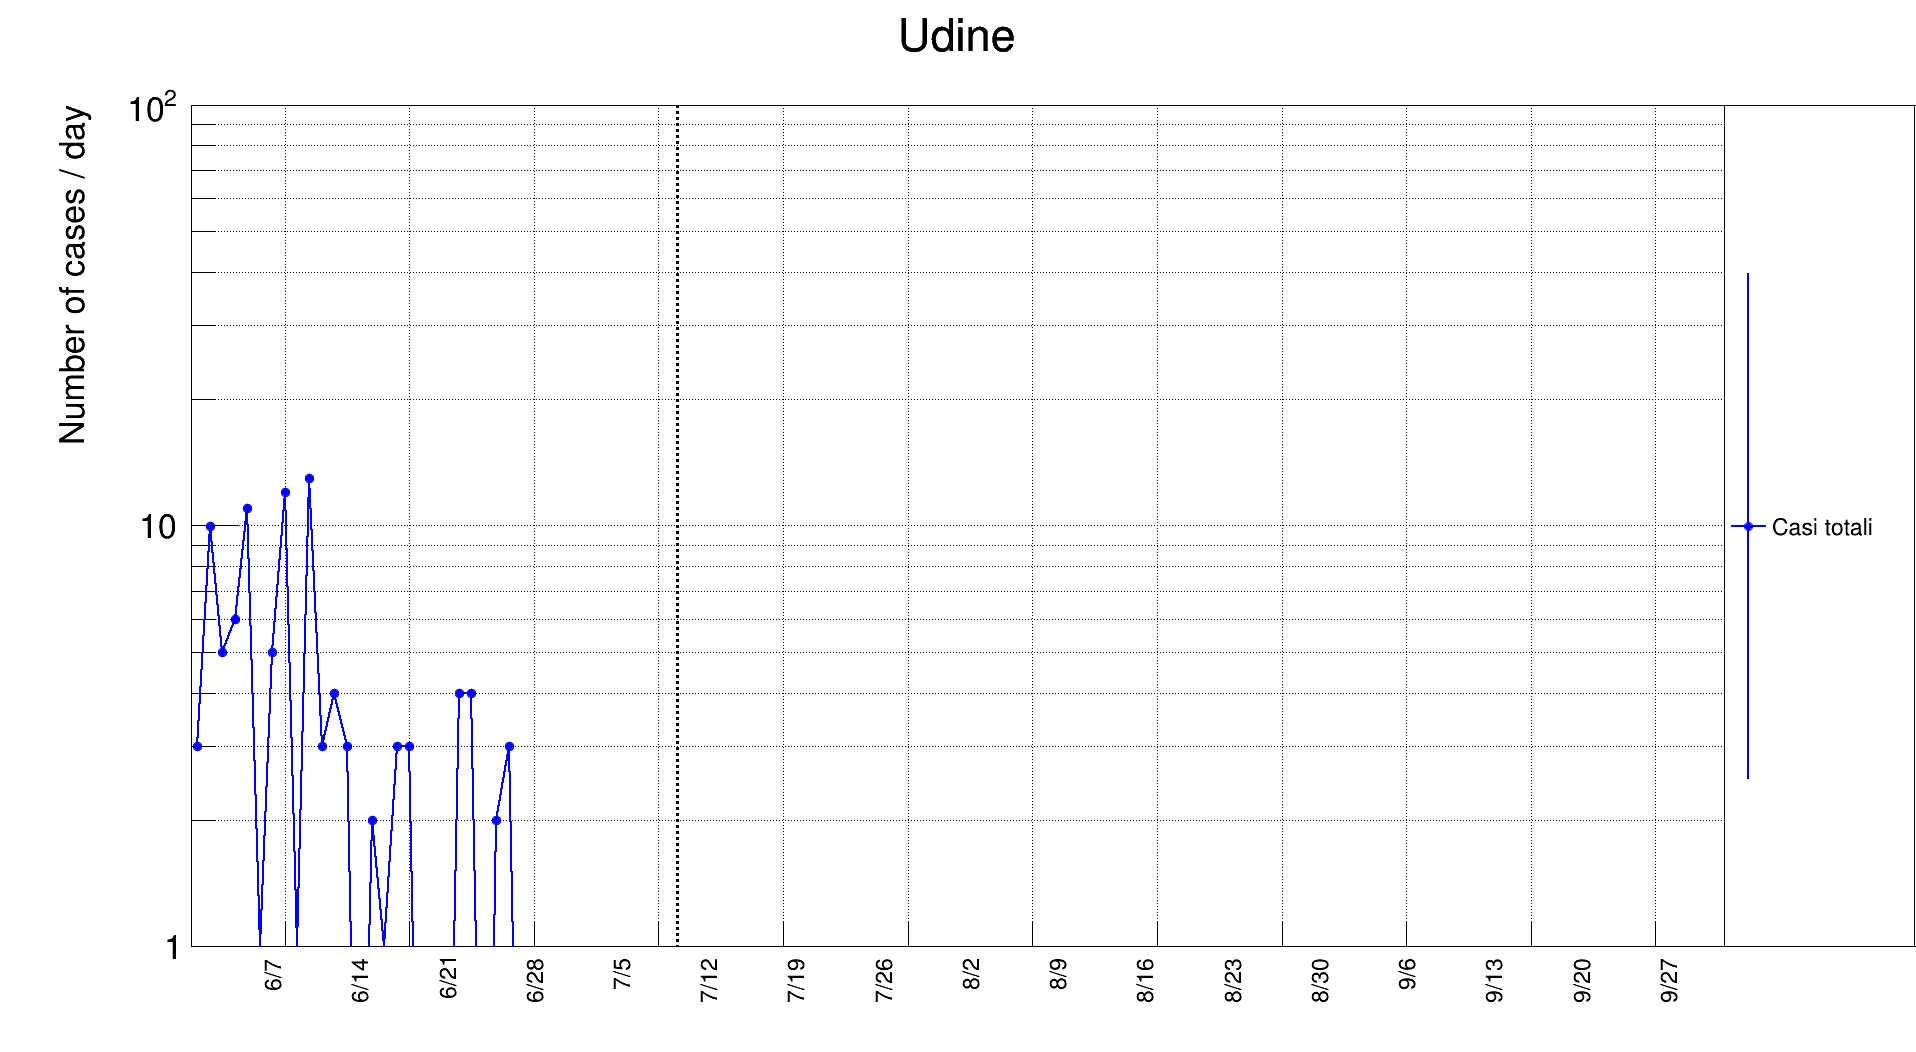 Udine
Number of cases / day
10²
10
1
6/7 6/14 6/21 6/28 7/5 7/12 7/19 7/26 8/2 8/9 8/16 8/23 8/30 9/6 9/13 9/20 9/27
Casi totali